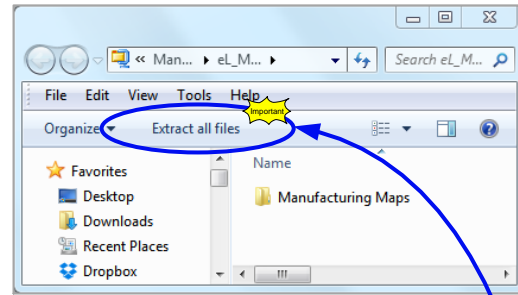 « Man... ▸ eL_M... ▸
Search eL_M...
File Edit View Tools Help
Important
Organize Extract all files
Favorites
Desktop
Downloads
Recent Places
Dropbox
Name
Manufacturing Maps